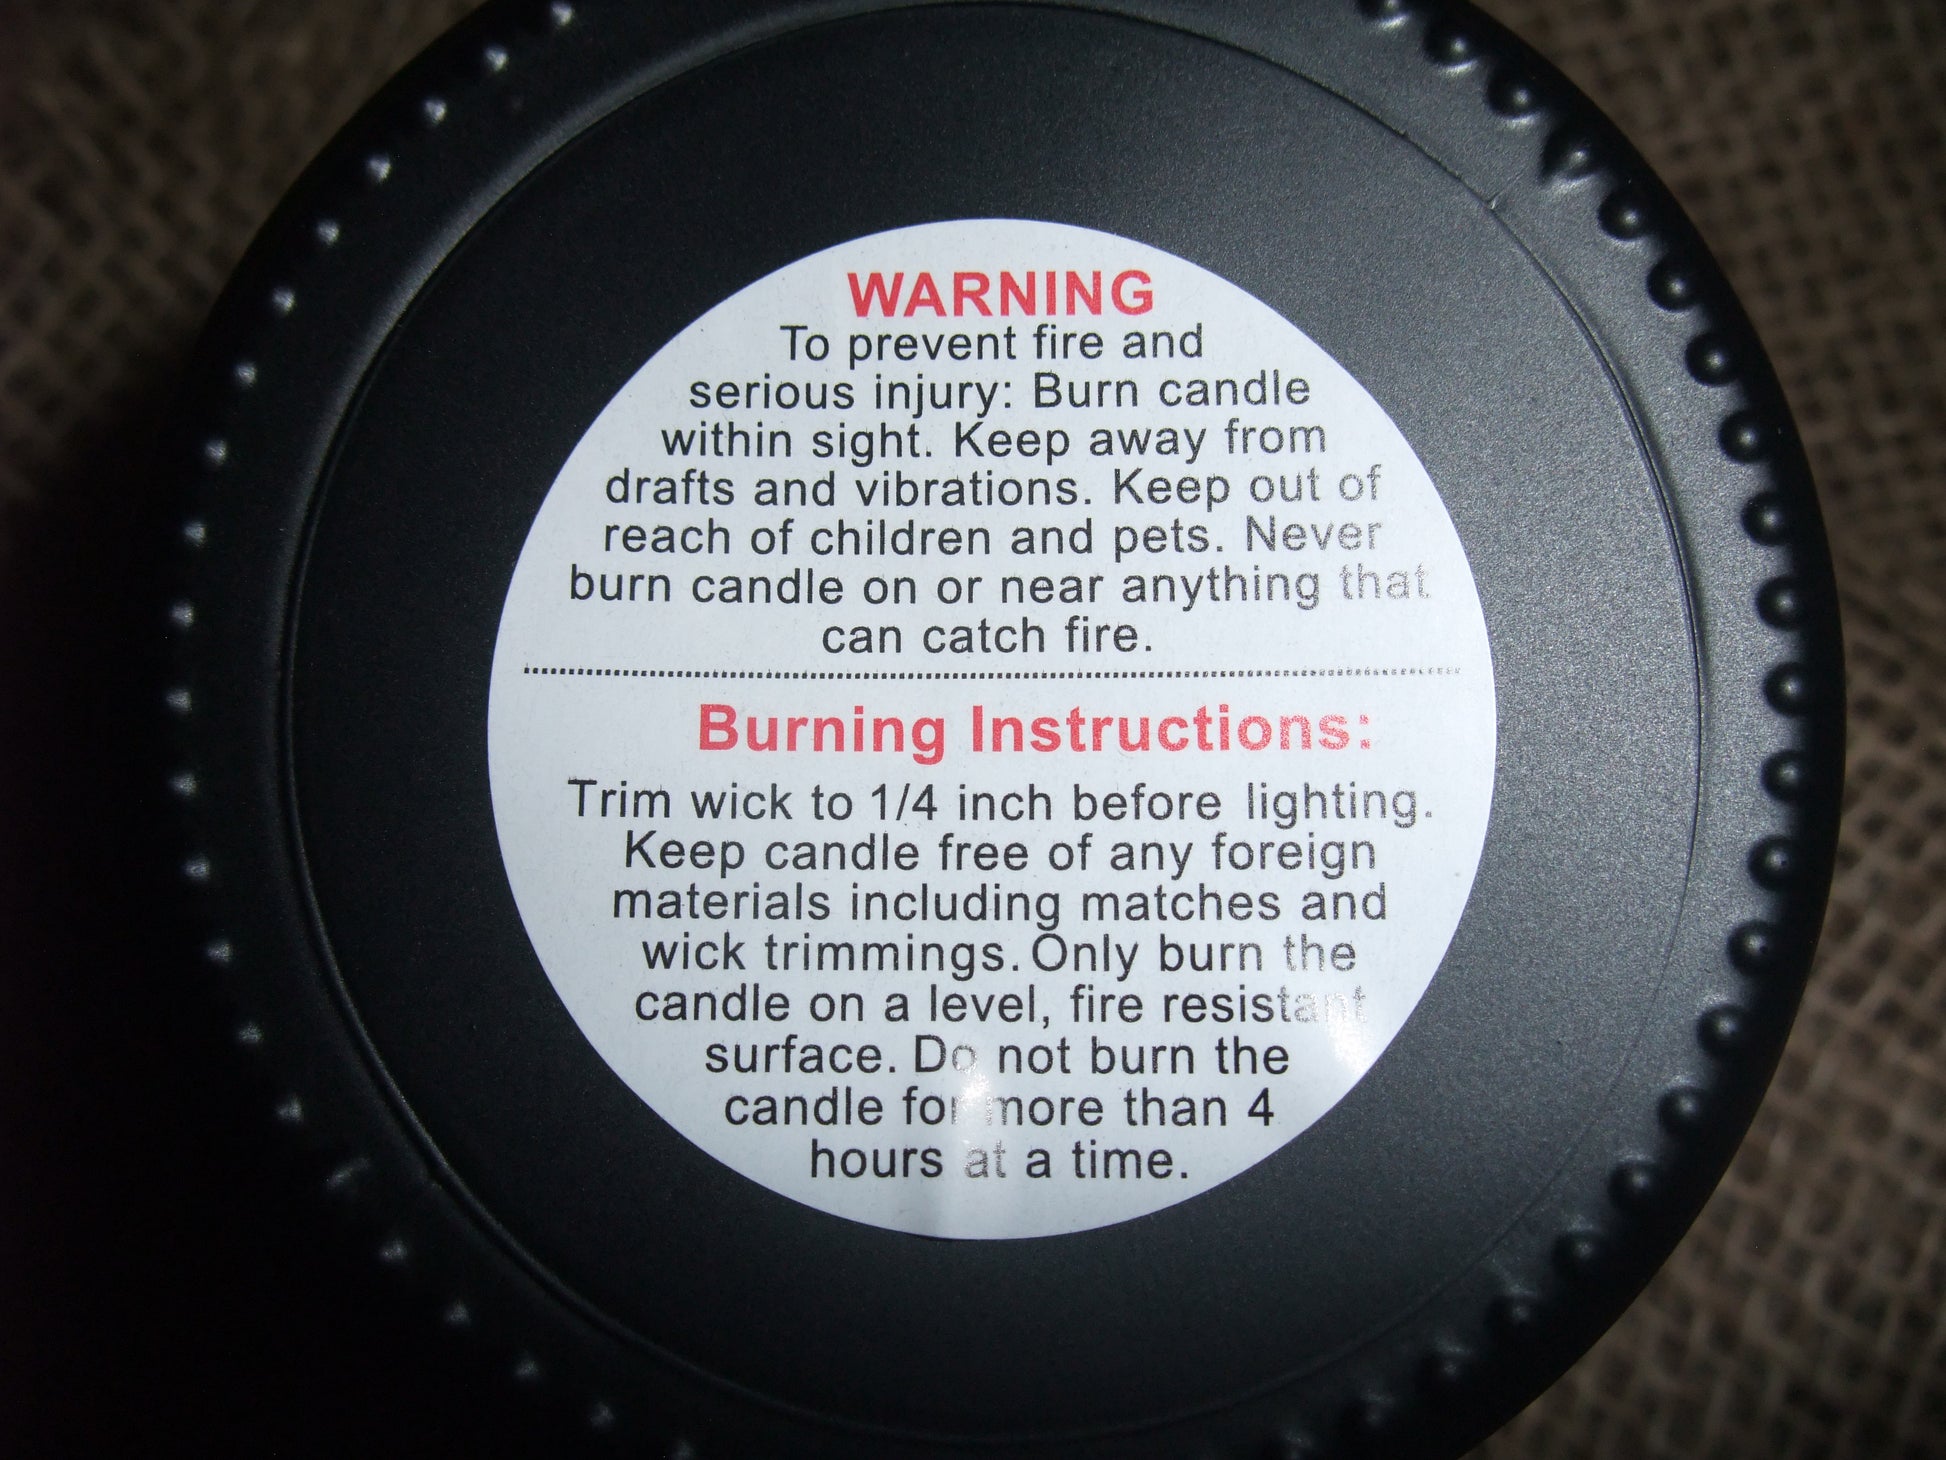 WARNING
To prevent fire and
serious injury: Burn candle
within sight. Keep away from
drafts and vibrations. Keep out of
reach of children and pets. Never
burn candle on or near anything that
can catch fire.
Burning Instructions:
Trim wick to 1/4 inch before lighting.
Keep candle free of any foreign
materials including matches and
wick trimmings. Only burn the
candle on a level, fire resistant
surface. Do not burn the
candle for more than 4
hours at a time.